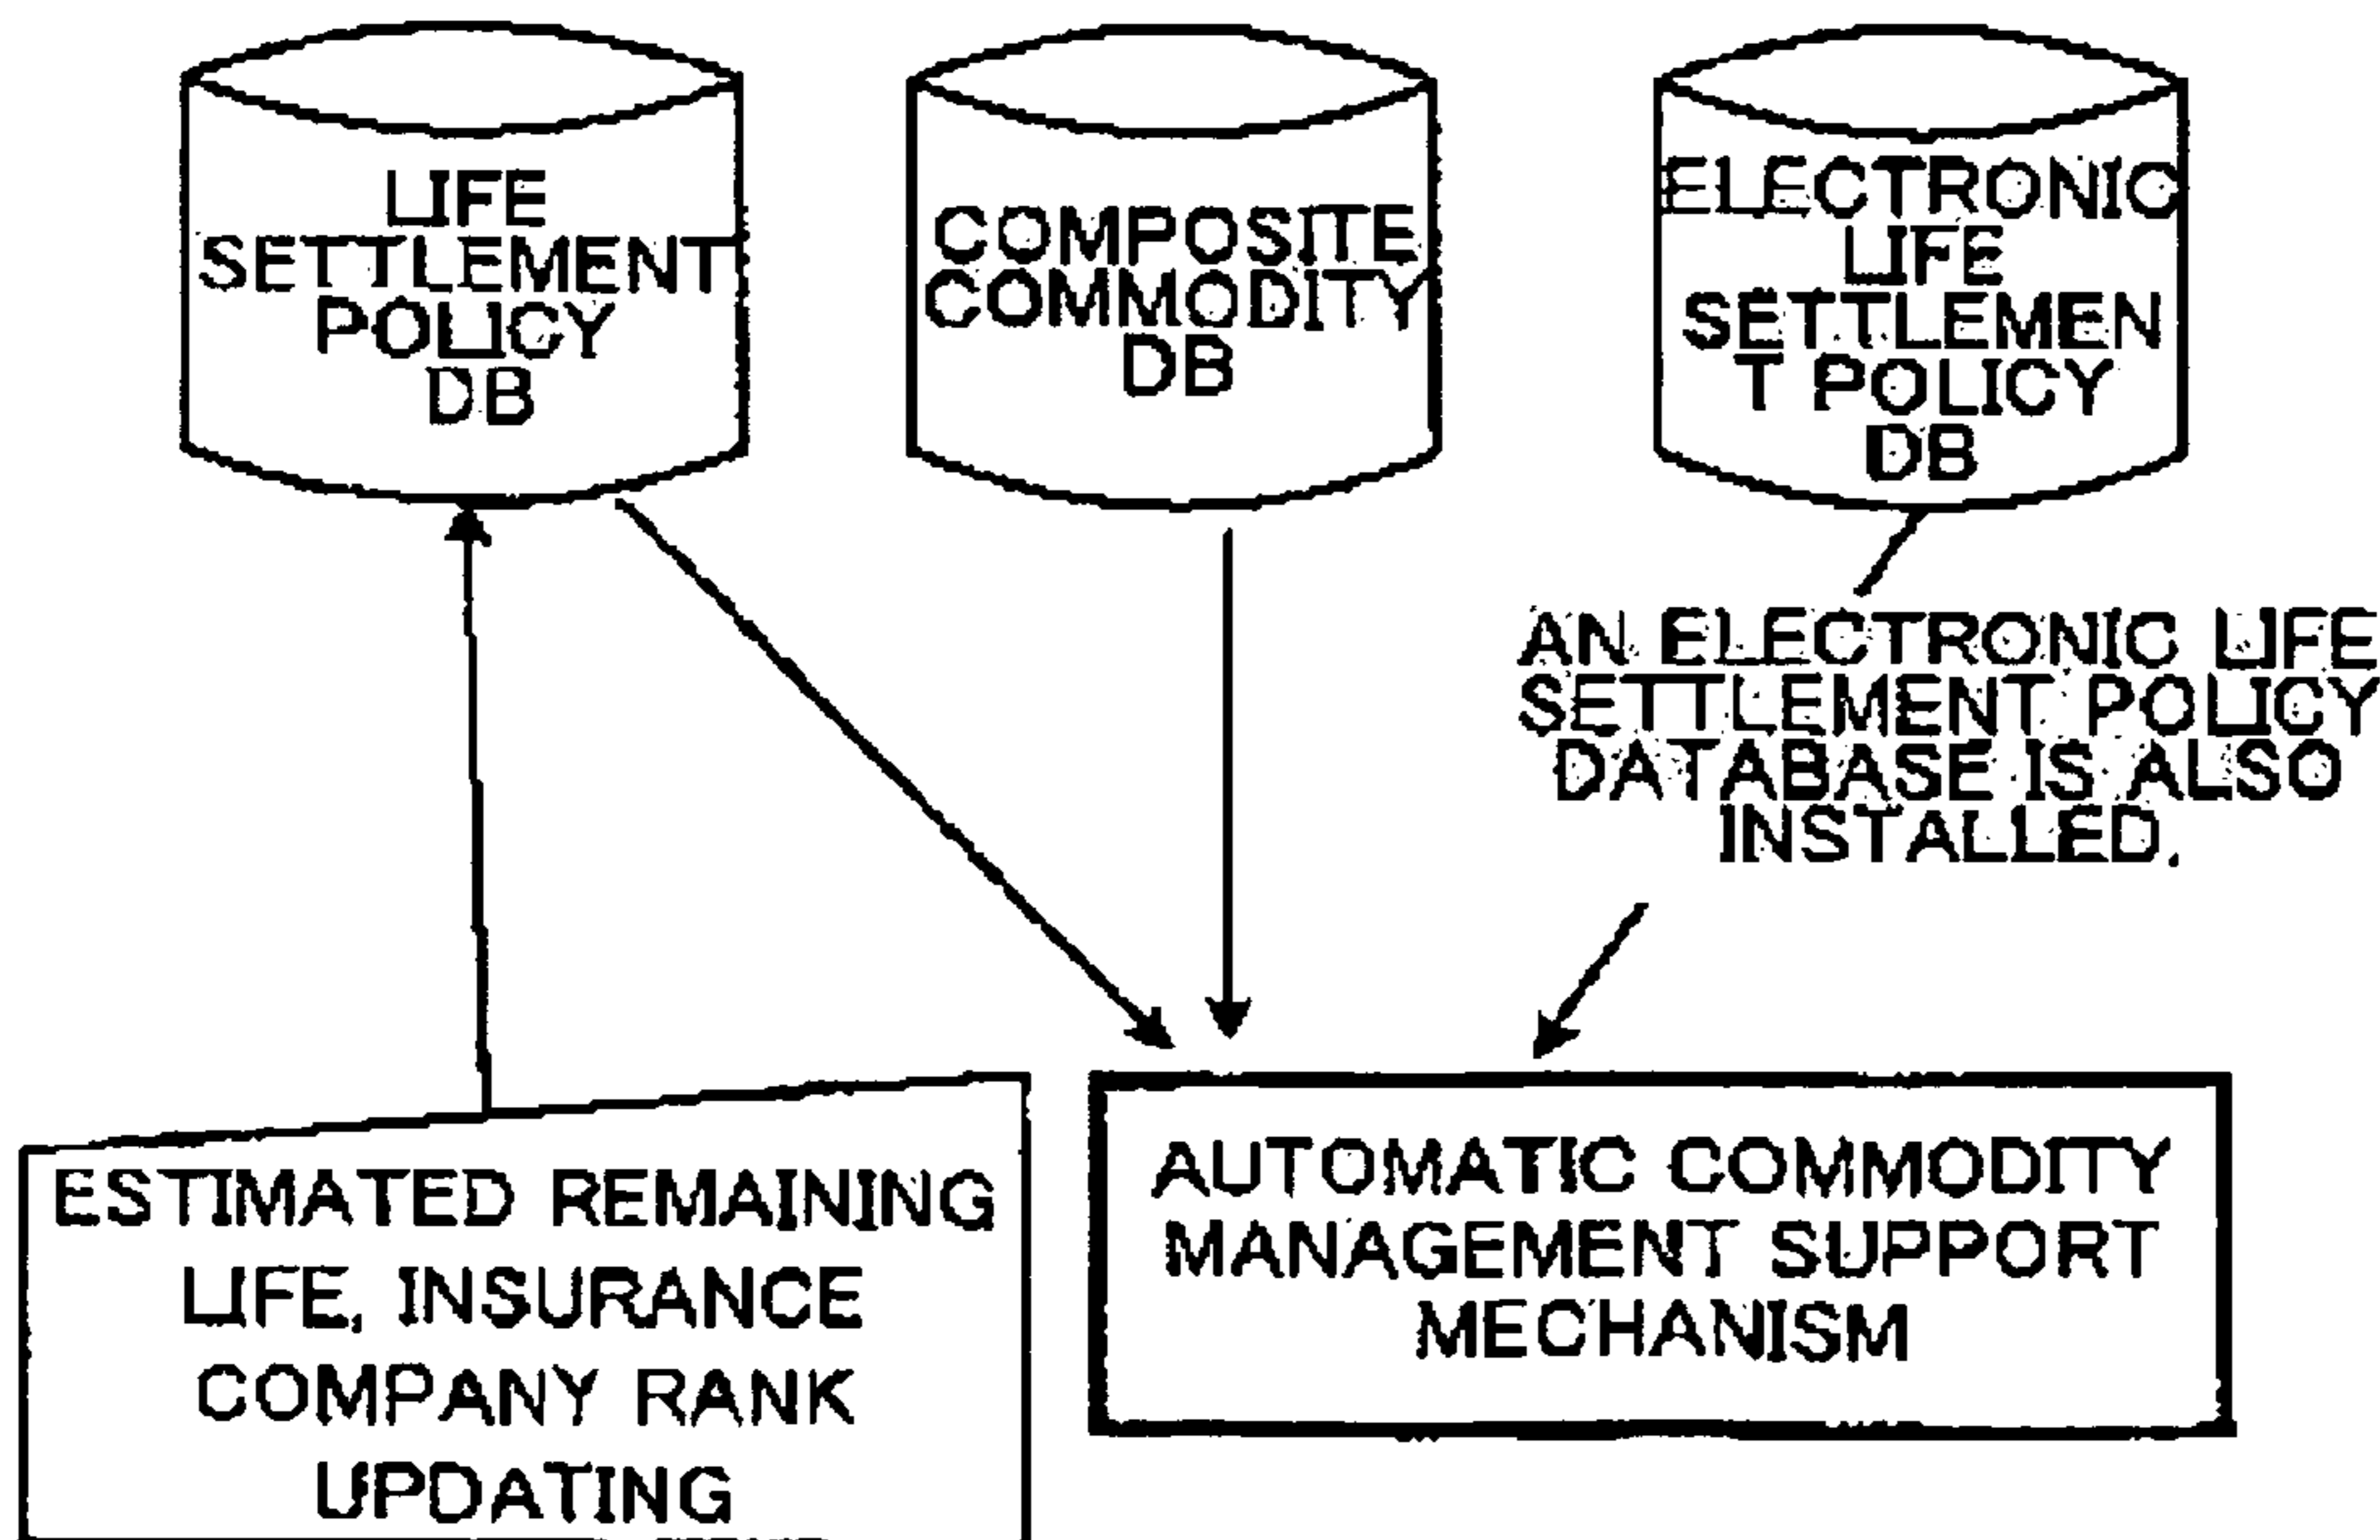 LIFE
SETTLEMENT
POLICY
DB
COMPOSITE
COMMODITY
DB
ELECTRONIC
LIFE
SETTLEMEN
T POLICY
DB
AN ELECTRONIC LIFE
SETTLEMENT POLICY
DATABASE IS ALSO
INSTALLED.
ESTIMATED REMAINING
LIFE, INSURANCE
COMPANY RANK
UPDATING
AUTOMATIC COMMODITY
MANAGEMENT SUPPORT
MECHANISM